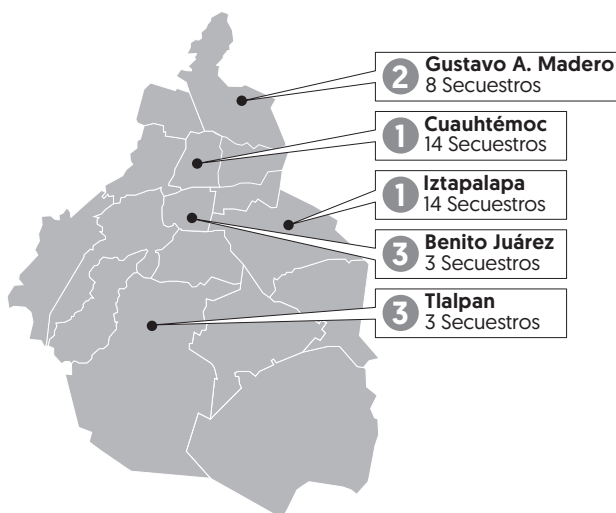 2 Gustavo A. Madero
8 Secuestros
1 Cuauhtémoc
14 Secuestros
1 Iztapalapa
14 Secuestros
3 Benito Juárez
3 Secuestros
3 Tlalpan
3 Secuestros